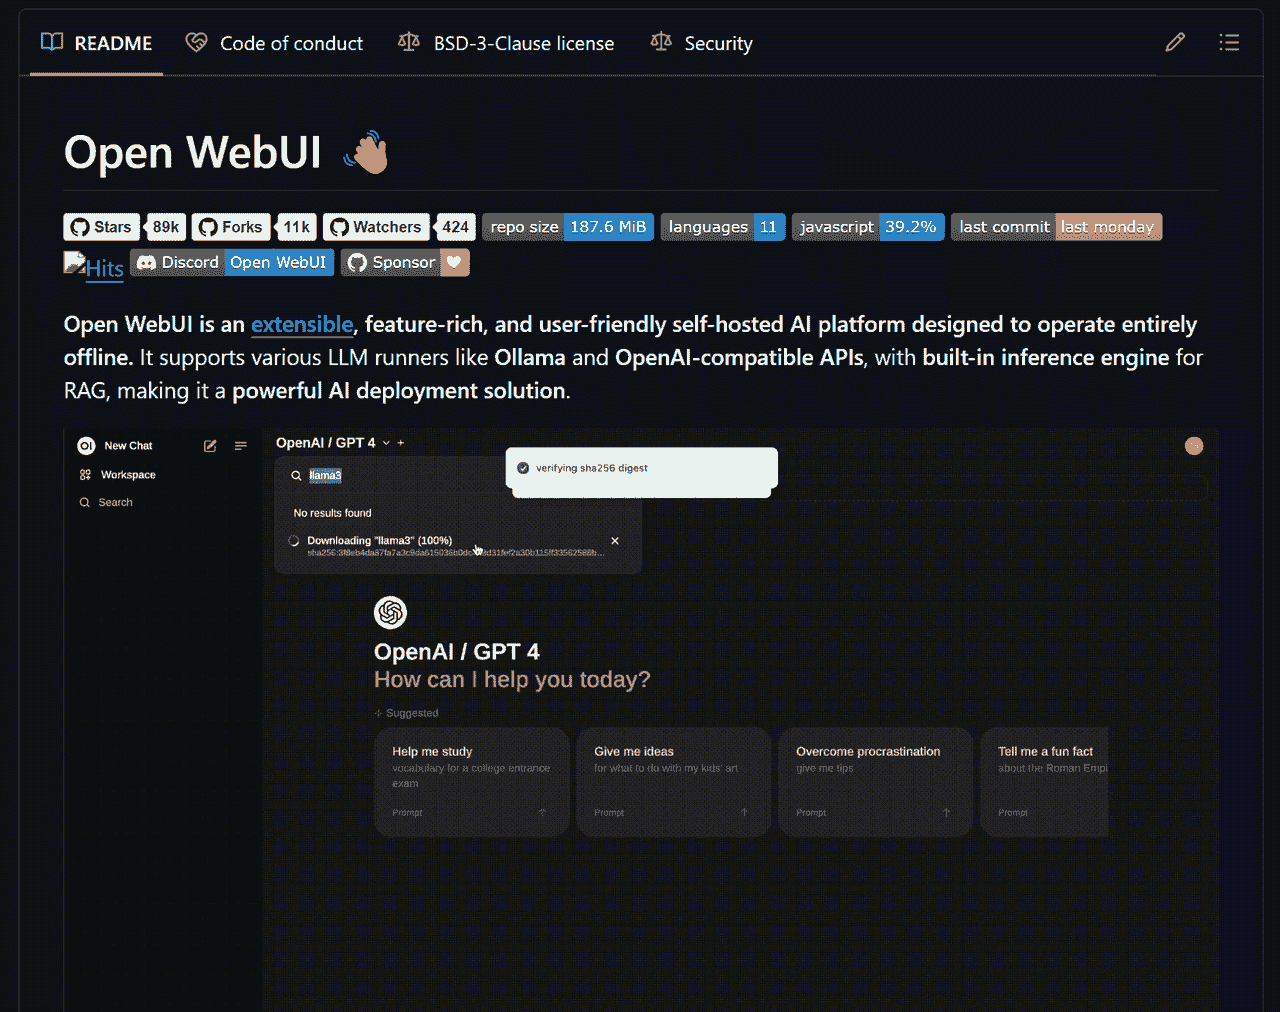 README Code of conduct BSD-3-Clause license Security
Open WebUI
Stars 89k Forks 11k Watchers 424 repo size 187.6 MiB languages 11 javascript 39.2% last commit last monday
Hits Discord Open WebUI Sponsor
Open WebUI is an extensible, feature-rich, and user-friendly self-hosted AI platform designed to operate entirely
offline. It supports various LLM runners like Ollama and OpenAI-compatible APIs, with built-in inference engine for
RAG, making it a powerful AI deployment solution.
OI New Chat
Workspace
Search
OpenAI / GPT 4
llama3
verifying sha256 digest
No results found
Downloading "llama3" (100%)
OpenAI / GPT 4
How can I help you today?
Suggested
Help me study
vocabulary for a college entrance
exam
Prompt
Give me ideas
for what to do with my kids' art
Prompt
Overcome procrastination
give me tips
Prompt
Tell me a fun fact
about the Roman Empi
Prompt